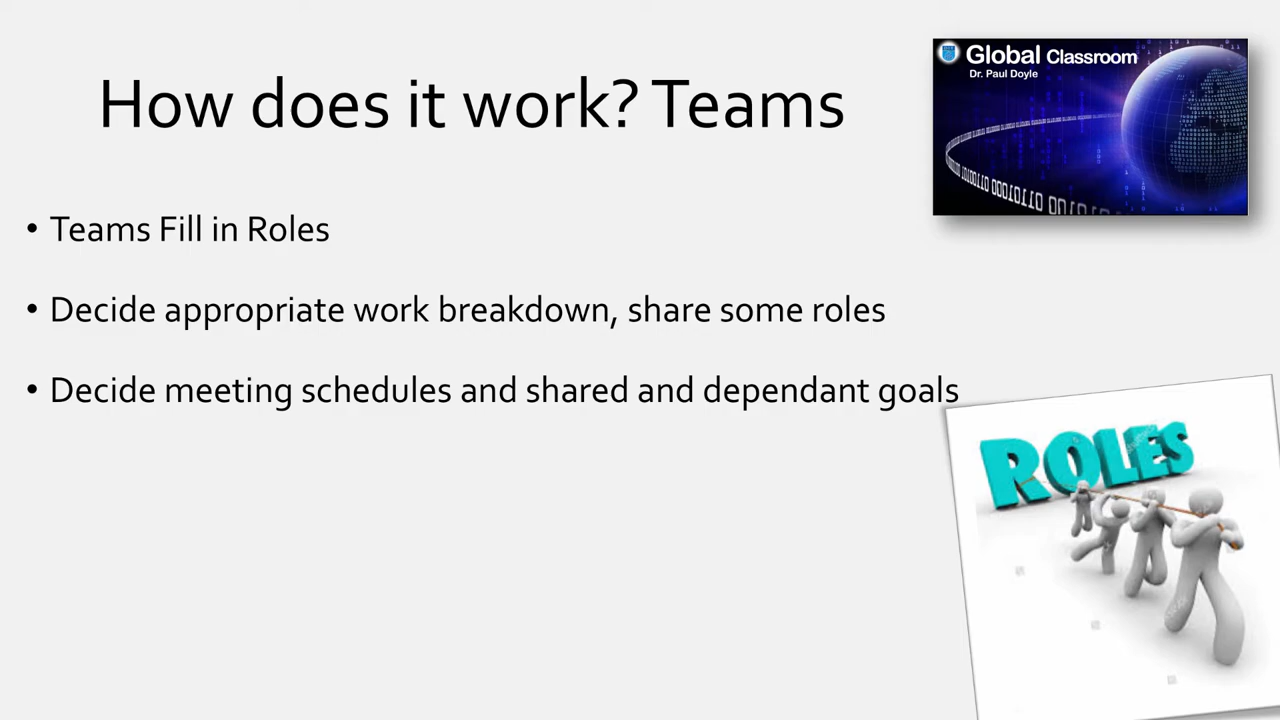 How does it work? Teams
Global Classroom
Dr. Paul Doyle
• Teams Fill in Roles
• Decide appropriate work breakdown, share some roles
• Decide meeting schedules and shared and dependant goals
ROLES